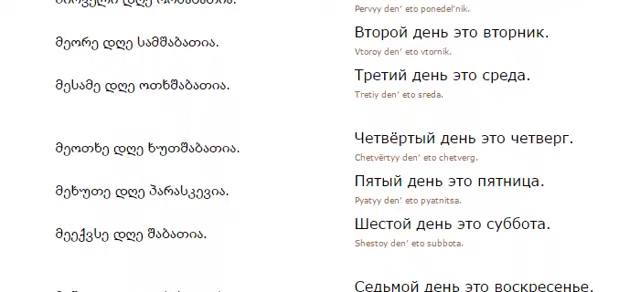 Pervyy den’ eto ponedel’nik.
მეორე დღე სამშაბათია.
Второй день это вторник.
Vtoroy den’ eto vtornik.
მესამე დღე ოთხშაბათია.
Третий день это среда.
Tretiy den’ eto sreda.
მეოთხე დღე ხუთშაბათია.
Четвёртый день это четверг.
Chetvërtyy den’ eto chetverg.
მეხუთე დღე პარასკევია.
Пятый день это пятница.
Pyatyy den’ eto pyatnitsa.
მეექვსე დღე შაბათია.
Шестой день это суббота.
Shestoy den’ eto subbota.
Седьмой день это воскресенье.